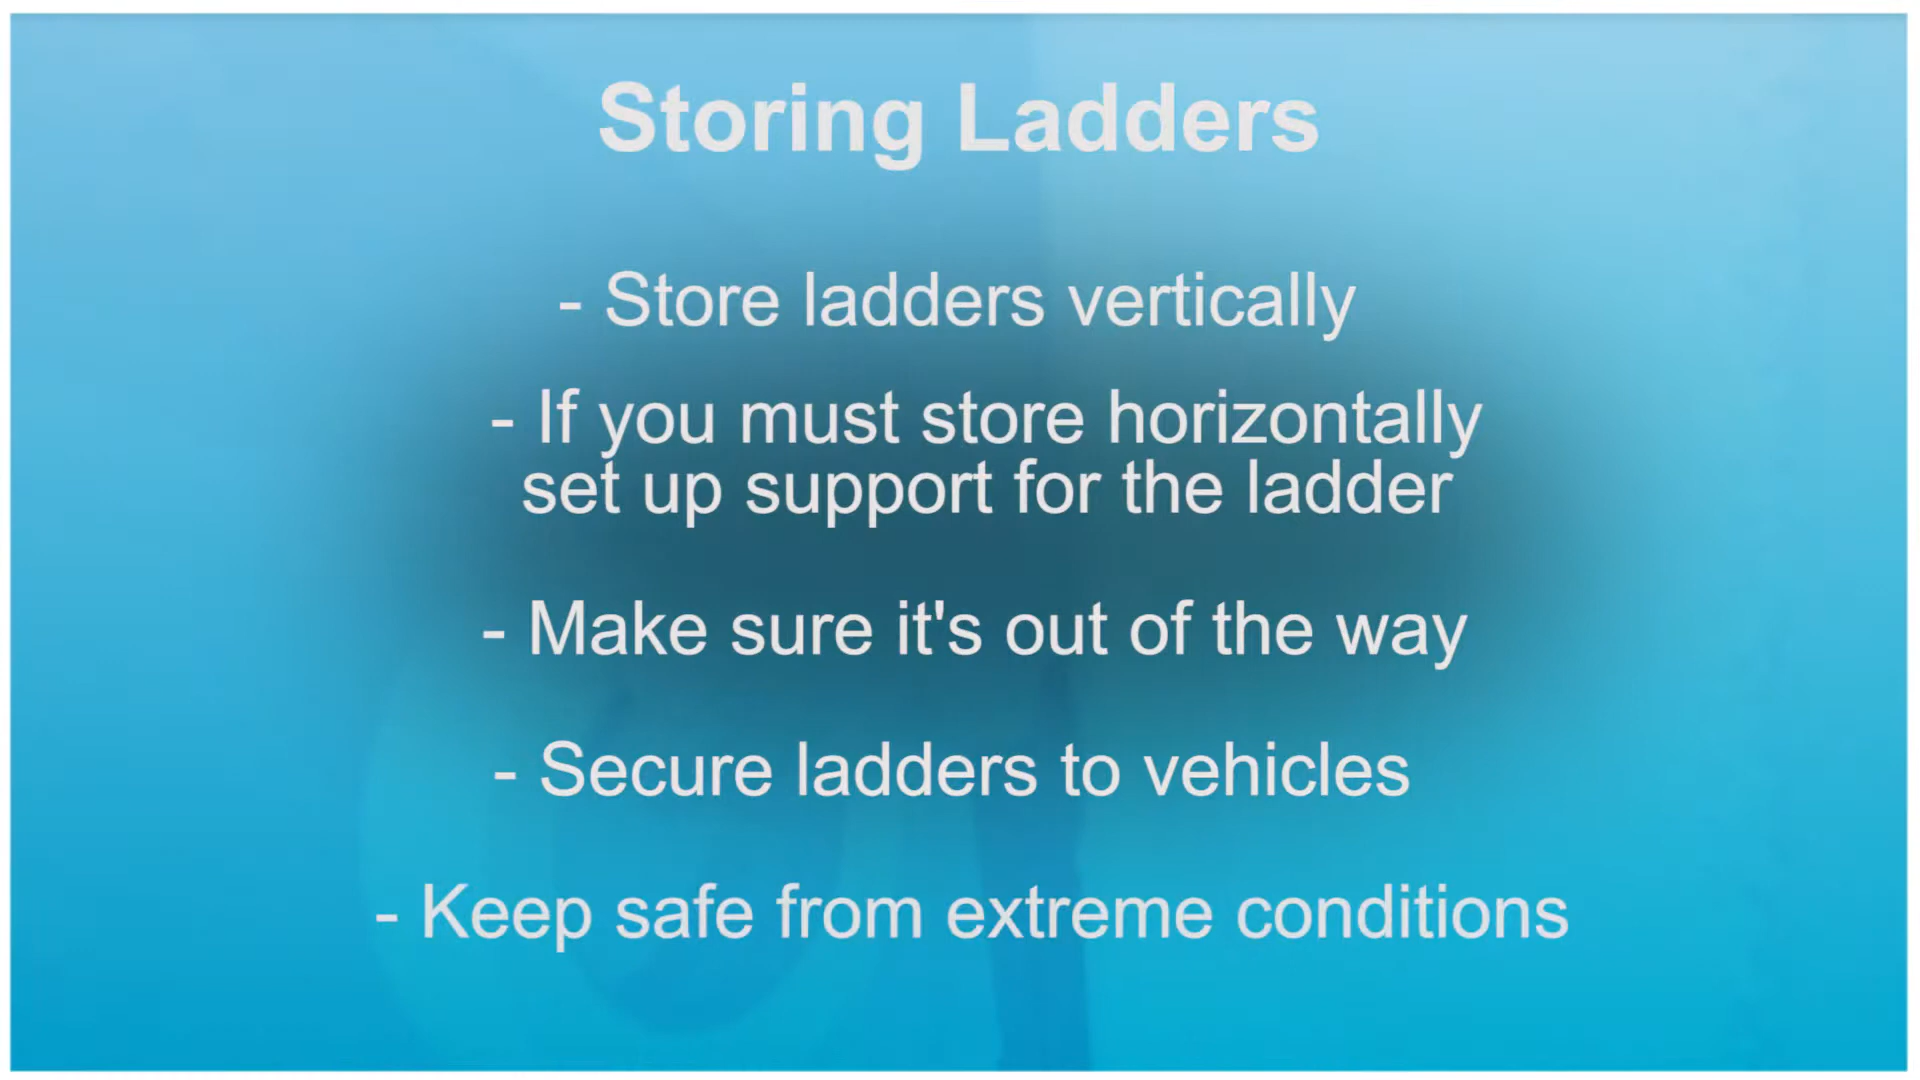 Storing Ladders
- Store ladders vertically
- If you must store horizontally
set up support for the ladder
- Make sure it's out of the way
- Secure ladders to vehicles
- Keep safe from extreme conditions